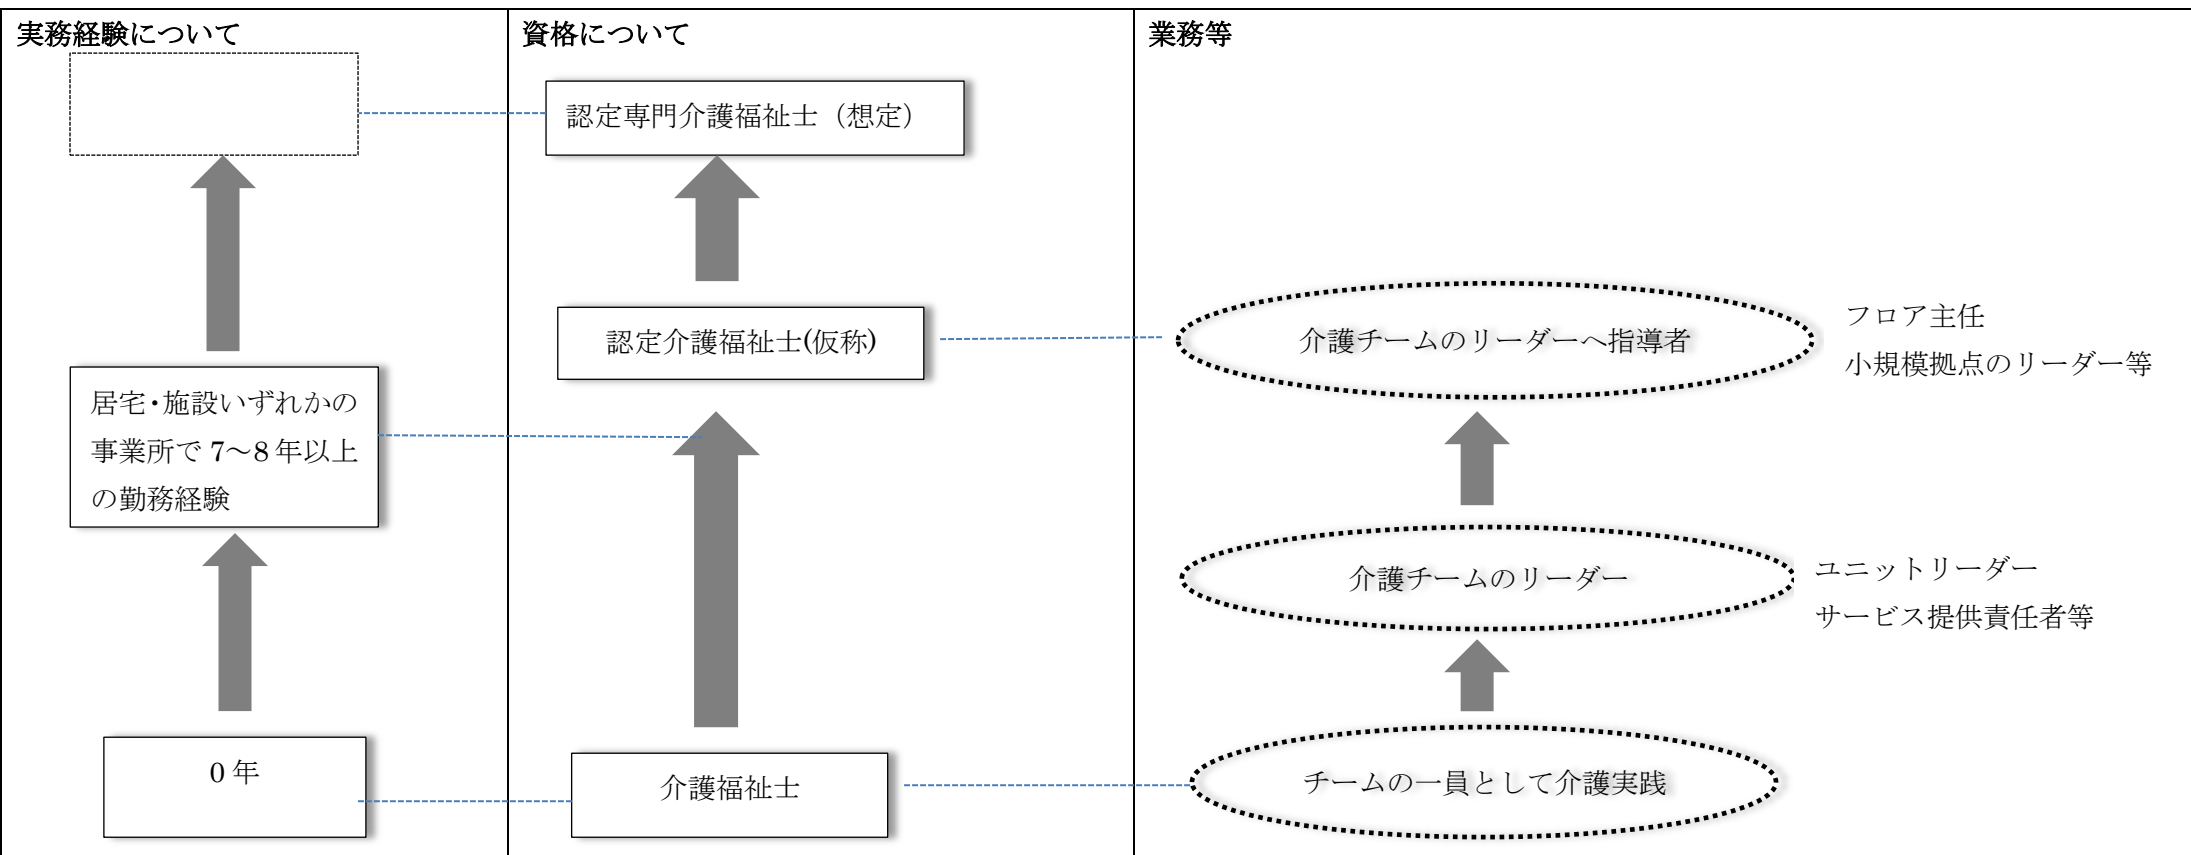 実務経験について
資格について
業務等
認定専門介護福祉士（想定）
認定介護福祉士(仮称)
介護チームのリーダーへ指導者
フロア主任
小規模拠点のリーダー等
居宅・施設いずれかの
事業所で 7～8 年以上
の勤務経験
介護チームのリーダー
ユニットリーダー
サービス提供責任者等
0 年
介護福祉士
チームの一員として介護実践